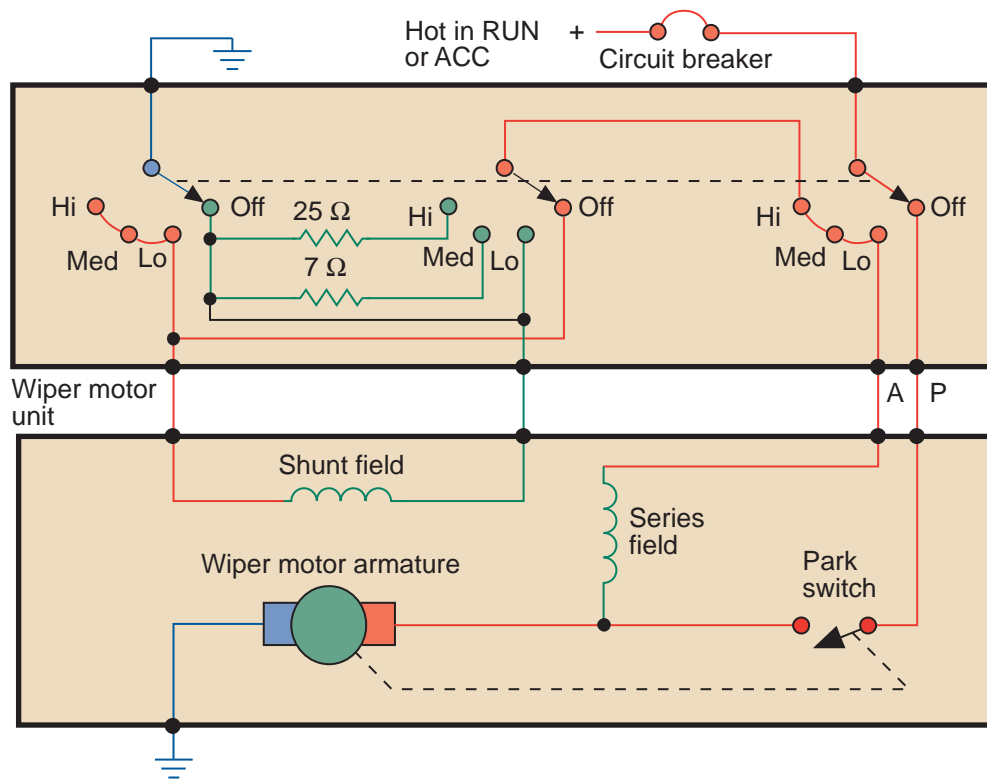 Hot in RUN +
or ACC
Circuit breaker
Hi
Med
Lo
Off
25 Ω
7 Ω
Hi
Med
Lo
Off
Hi
Med
Lo
Off
A
P
Wiper motor
unit
Shunt field
Series
field
Wiper motor armature
Park
switch